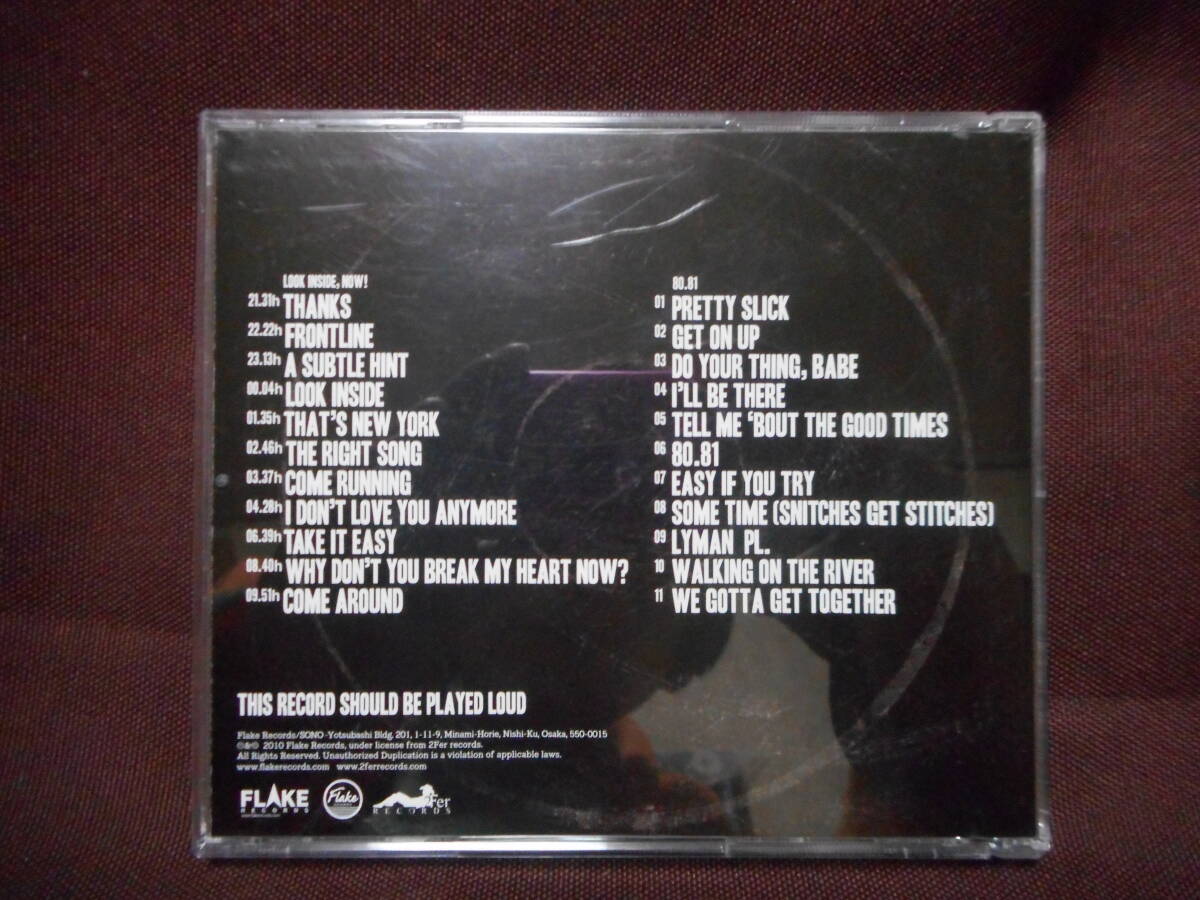 LOOK INSIDE, NOW!
21.31h THANKS
22.22h FRONTLINE
23.13h A SUBTLE HINT
00.04h LOOK INSIDE
01.35h THAT'S NEW YORK
02.46h THE RIGHT SONG
03.37h COME RUNNING
04.28h I DON'T LOVE YOU ANYMORE
06.39h TAKE IT EASY
08.40h WHY DON'T YOU BREAK MY HEART NOW?
09.51h COME AROUND
80.81
01 PRETTY SLICK
02 GET ON UP
03 DO YOUR THING, BABE
04 I'LL BE THERE
05 TELL ME 'BOUT THE GOOD TIMES
06 80.81
07 EASY IF YOU TRY
08 SOME TIME (SNITCHES GET STITCHES)
09 LYMAN PL.
10 WALKING ON THE RIVER
11 WE GOTTA GET TOGETHER
THIS RECORD SHOULD BE PLAYED LOUD
Flake Records/SONO-Yotsubashi Bldg, 201, 1-11-9, Minami-Horie, Nishi-Ku, Osaka, 550-0015
©&℗ 2010 Flake Records, under license from 2Fer records.
All Rights Reserved. Unauthorized Duplication is a violation of applicable laws.
www.flakerecords.com www.2ferrecords.com
FLAKE
RECORDS
Flake
2Fer
RECORDS